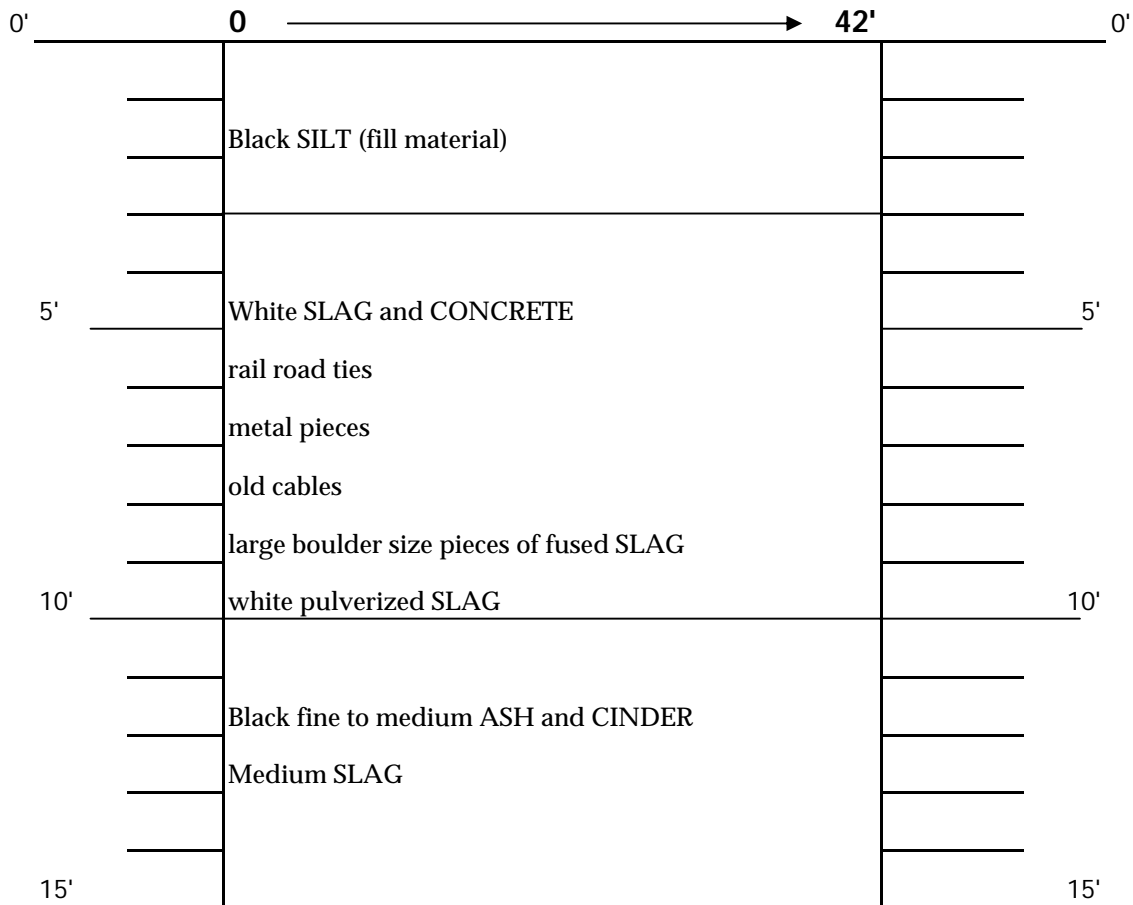 0' 0 42' 0'
Black SILT (fill material)
5' White SLAG and CONCRETE 5'
rail road ties
metal pieces
old cables
large boulder size pieces of fused SLAG
10' white pulverized SLAG 10'
Black fine to medium ASH and CINDER
Medium SLAG
15' 15'